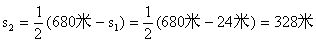 s₂ = 1/2 (680米 − s₁) = 1/2 (680米 − 24米) = 328米